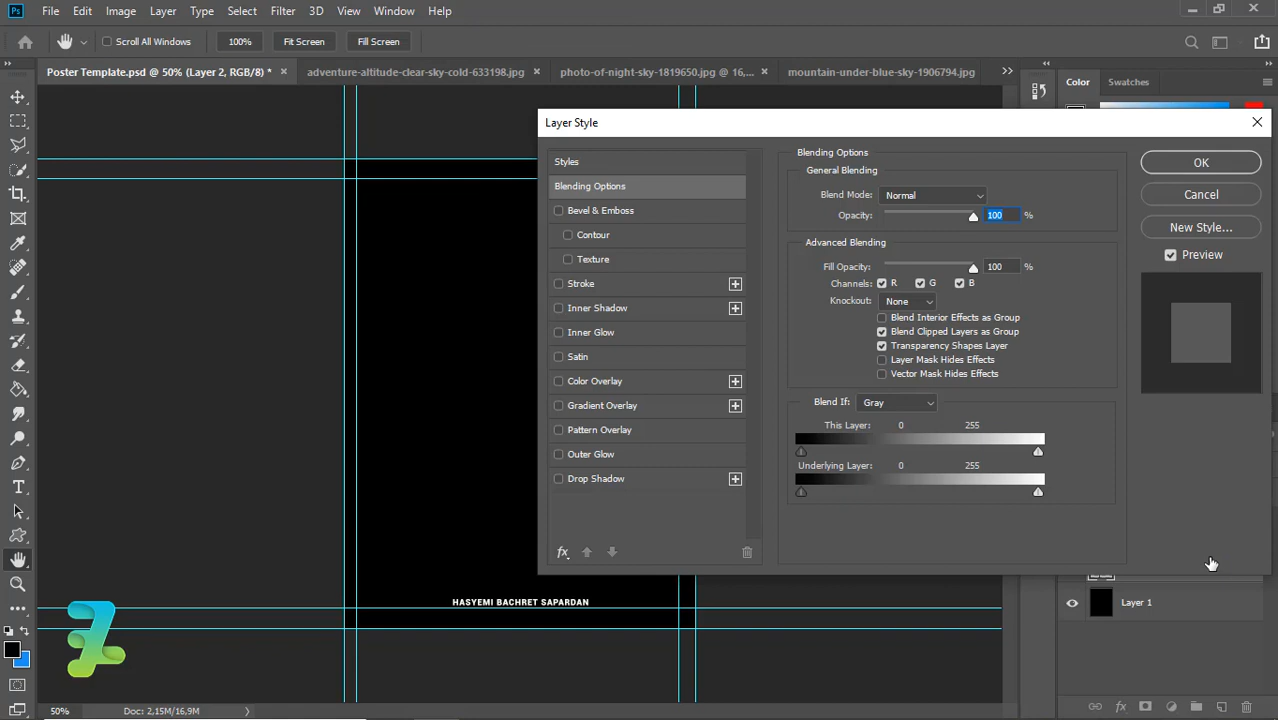 Ps File Edit Image Layer Type Select Filter 3D View Window Help
Scroll All Windows 100% Fit Screen Fill Screen
Poster Template.psd @ 50% (Layer 2, RGB/8) * adventure-altitude-clear-sky-cold-633198.jpg photo-of-night-sky-1819650.jpg @ 16,... mountain-under-blue-sky-1906794.jpg
Color Swatches
Layer Style
Styles
Blending Options
Bevel & Emboss
Contour
Texture
Stroke
Inner Shadow
Inner Glow
Satin
Color Overlay
Gradient Overlay
Pattern Overlay
Outer Glow
Drop Shadow
fx
Blending Options
General Blending
Blend Mode: Normal
Opacity: 100 %
Advanced Blending
Fill Opacity: 100 %
Channels: R G B
Knockout: None
Blend Interior Effects as Group
Blend Clipped Layers as Group
Transparency Shapes Layer
Layer Mask Hides Effects
Vector Mask Hides Effects
Blend If: Gray
This Layer: 0 255
Underlying Layer: 0 255
OK
Cancel
New Style...
Preview
HASYEMI BACHRET SAPARDAN
Layer 1
50% Doc: 2,15M/16,9M
fx